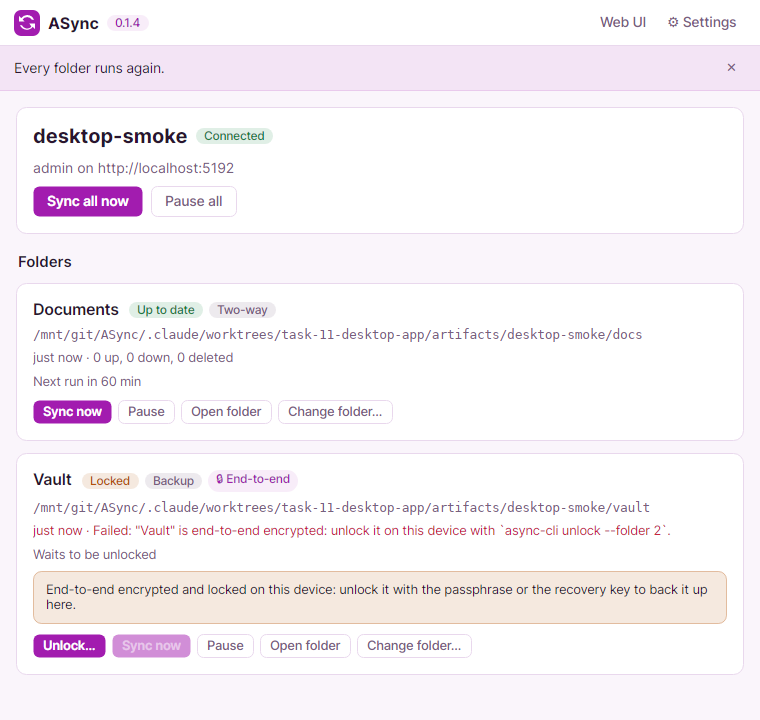 ASync 0.1.4 Web UI ⚙ Settings
Every folder runs again. ×
desktop-smoke Connected
admin on http://localhost:5192
Sync all now Pause all
Folders
Documents Up to date Two-way
/mnt/git/ASync/.claude/worktrees/task-11-desktop-app/artifacts/desktop-smoke/docs
just now · 0 up, 0 down, 0 deleted
Next run in 60 min
Sync now Pause Open folder Change folder...
Vault Locked Backup 🔒 End-to-end
/mnt/git/ASync/.claude/worktrees/task-11-desktop-app/artifacts/desktop-smoke/vault
just now · Failed: "Vault" is end-to-end encrypted: unlock it on this device with `async-cli unlock --folder 2`.
Waits to be unlocked
End-to-end encrypted and locked on this device: unlock it with the passphrase or the recovery key to back it up
here.
Unlock... Sync now Pause Open folder Change folder...